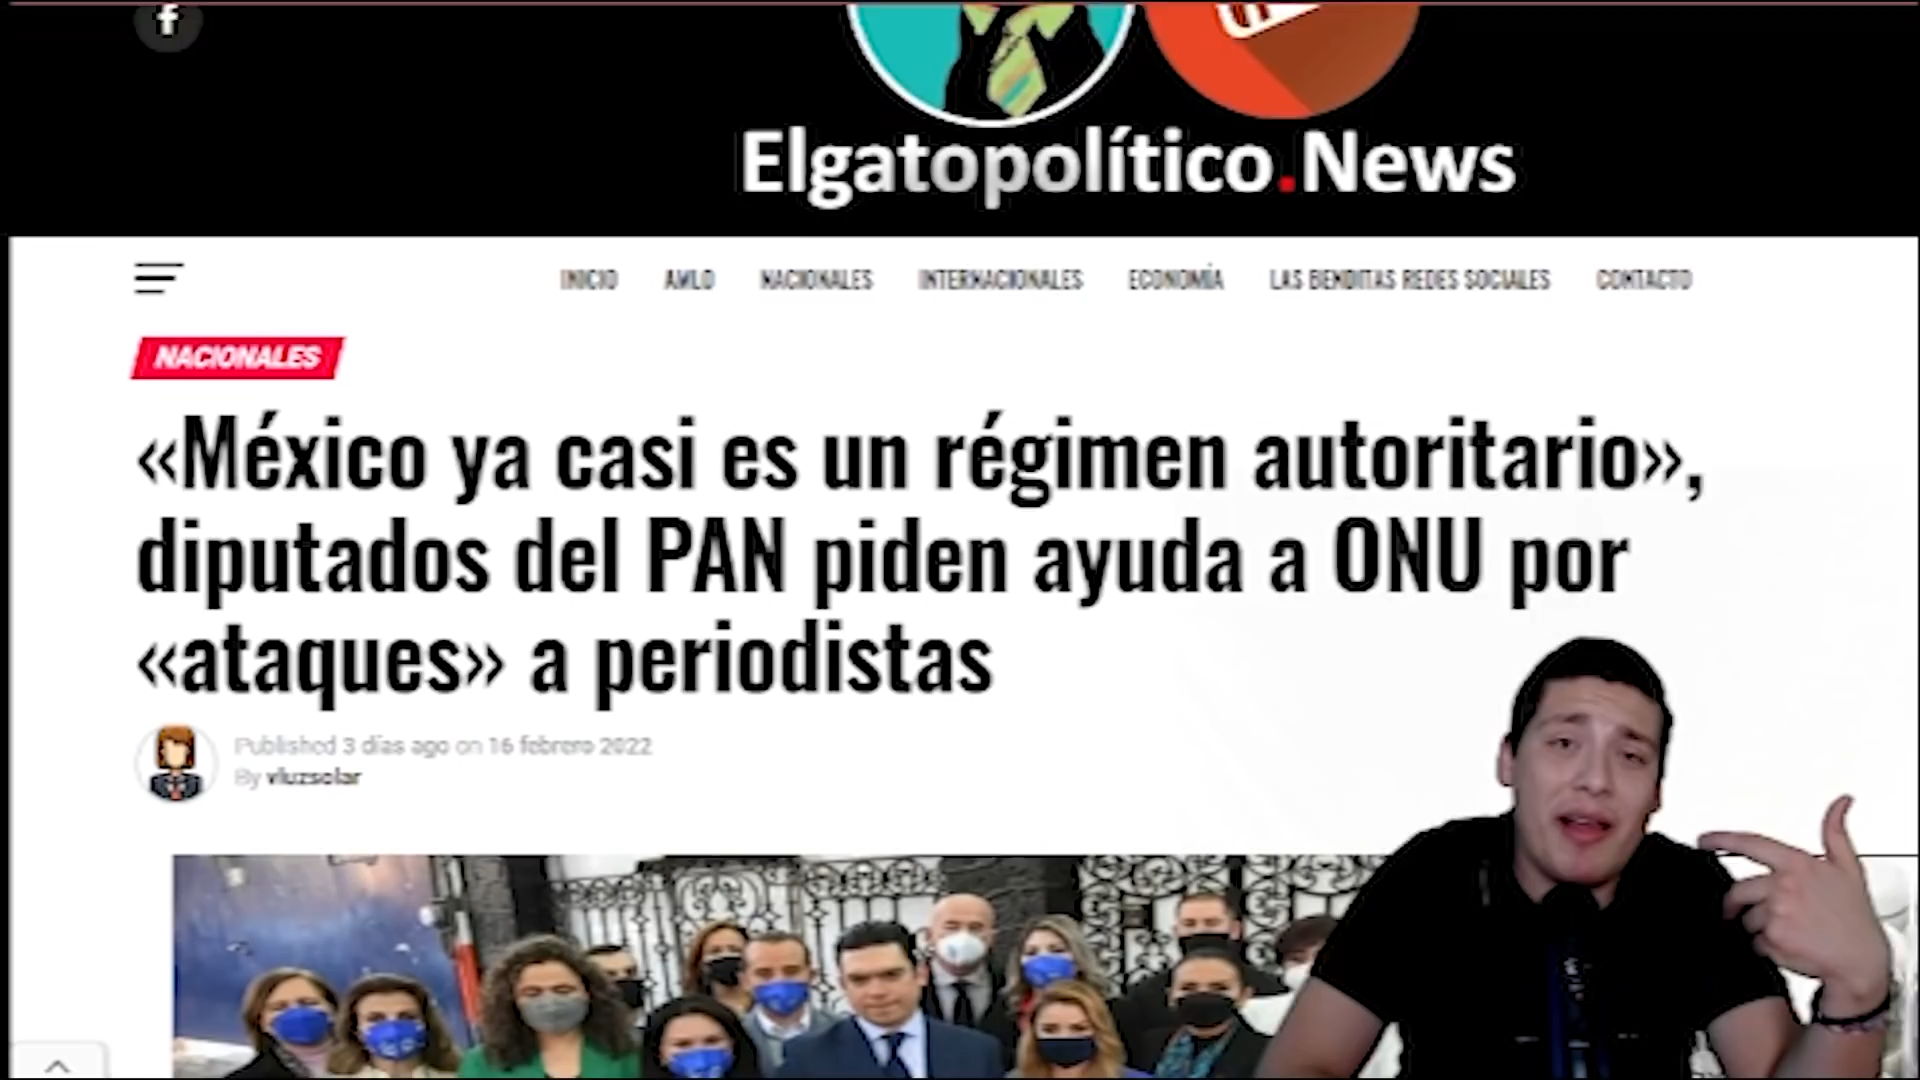 f
Elgatopolítico.News
INICIO AMLO NACIONALES INTERNACIONALES ECONOMÍA LAS BENDITAS REDES SOCIALES CONTACTO
NACIONALES
«México ya casi es un régimen autoritario»,
diputados del PAN piden ayuda a ONU por
«ataques» a periodistas
Published 3 días ago on 16 febrero 2022
By vluzsolar